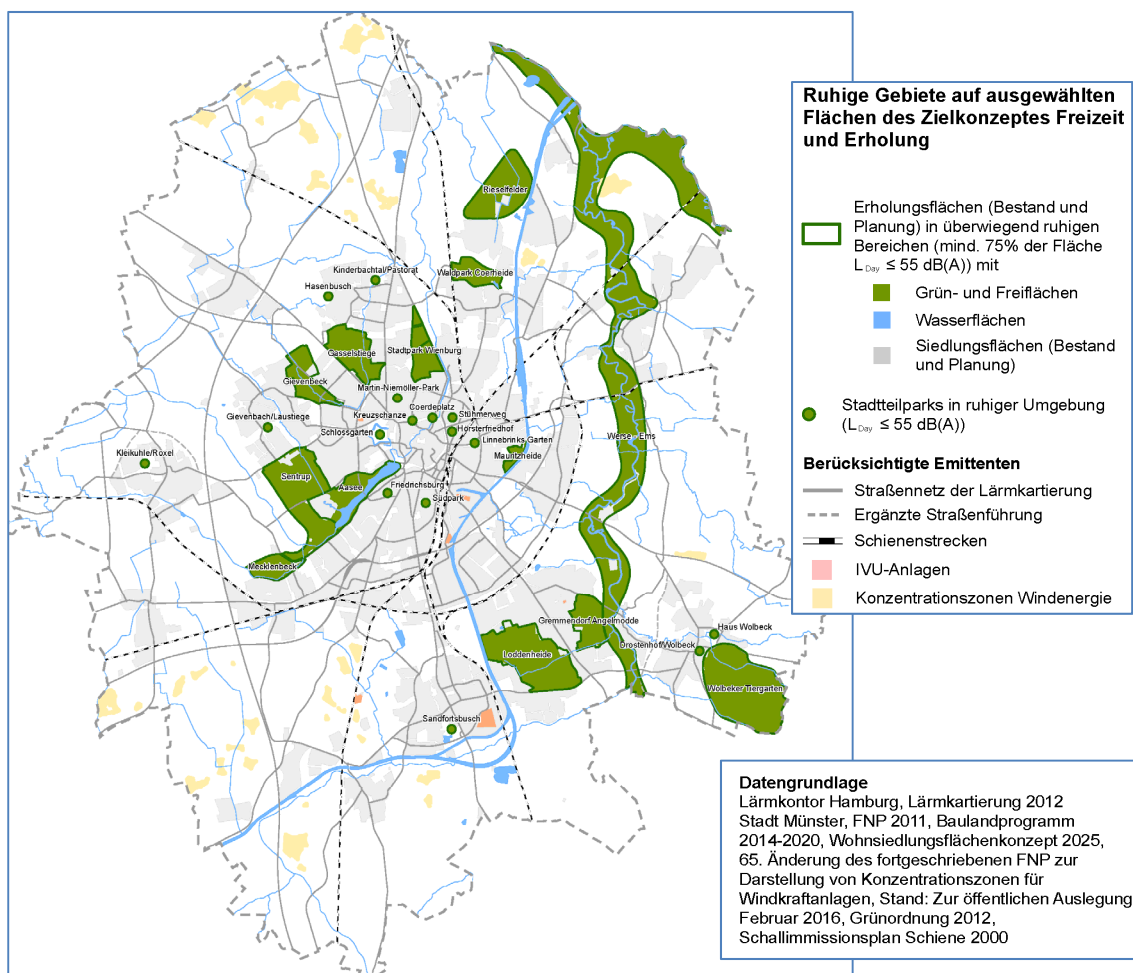 Ruhige Gebiete auf ausgewählten
Flächen des Zielkonzeptes Freizeit
und Erholung
Erholungsflächen (Bestand und
Planung) in überwiegend ruhigen
Bereichen (mind. 75% der Fläche
L Day ≤ 55 dB(A)) mit
Grün- und Freiflächen
Wasserflächen
Siedlungsflächen (Bestand
und Planung)
Stadtteilparks in ruhiger Umgebung
(L Day ≤ 55 dB(A))
Berücksichtigte Emittenten
Straßennetz der Lärmkartierung
Ergänzte Straßenführung
Schienenstrecken
IVU-Anlagen
Konzentrationszonen Windenergie
Rieselfelder
Kinderbachtal/Pastorat
Waldpark Coerheide
Hasenbusch
Gasselstiege
Stadtpark Wienburg
Gievenbeck
Martin-Niemöller-Park
Gievenbach/Laustiege
Kreuzschanze
Coerdeplatz
Stühmerweg
Schlossgarten
Hörsterfriedhof
Linnebrinks Garten
Werse - Ems
Mauritzheide
Kleikuhle/Roxel
Sentrup
Aasee
Friedrichsburg
Südpark
Mecklenbeck
Gremmendorf/Angelmodde
Haus Wolbeck
Drostenhof/Wolbeck
Loddenheide
Wolbeker Tiergarten
Sandfortsbusch
Datengrundlage
Lärmkontor Hamburg, Lärmkartierung 2012
Stadt Münster, FNP 2011, Baulandprogramm
2014-2020, Wohnsiedlungsflächenkonzept 2025,
65. Änderung des fortgeschriebenen FNP zur
Darstellung von Konzentrationszonen für
Windkraftanlagen, Stand: Zur öffentlichen Auslegung
Februar 2016, Grünordnung 2012,
Schallimmissionsplan Schiene 2000